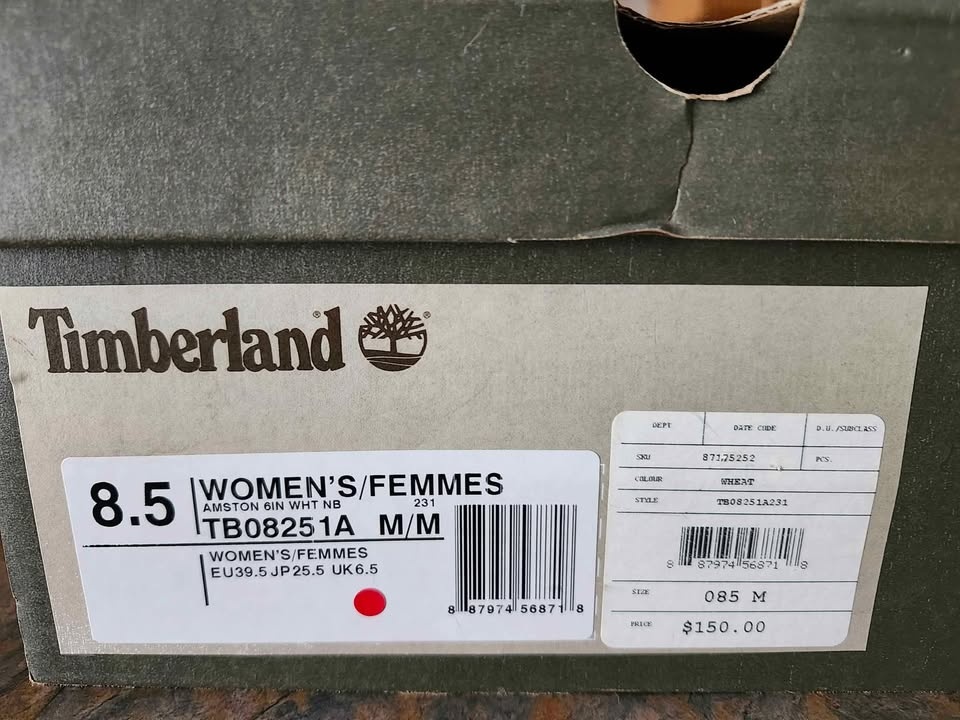 Timberland®
®
8.5
WOMEN'S/FEMMES
AMSTON 6IN WHT NB 231
TB08251A M/M
WOMEN'S/FEMMES
EU39.5 JP25.5 UK6.5
8 87974 56871 8
DEPT DATE CODE D.U./SUBCLASS
SKU 87175252 PCS.
COLOUR WHEAT
STYLE TB08251A231
8 87974 56871 8
SIZE 085 M
PRICE $150.00